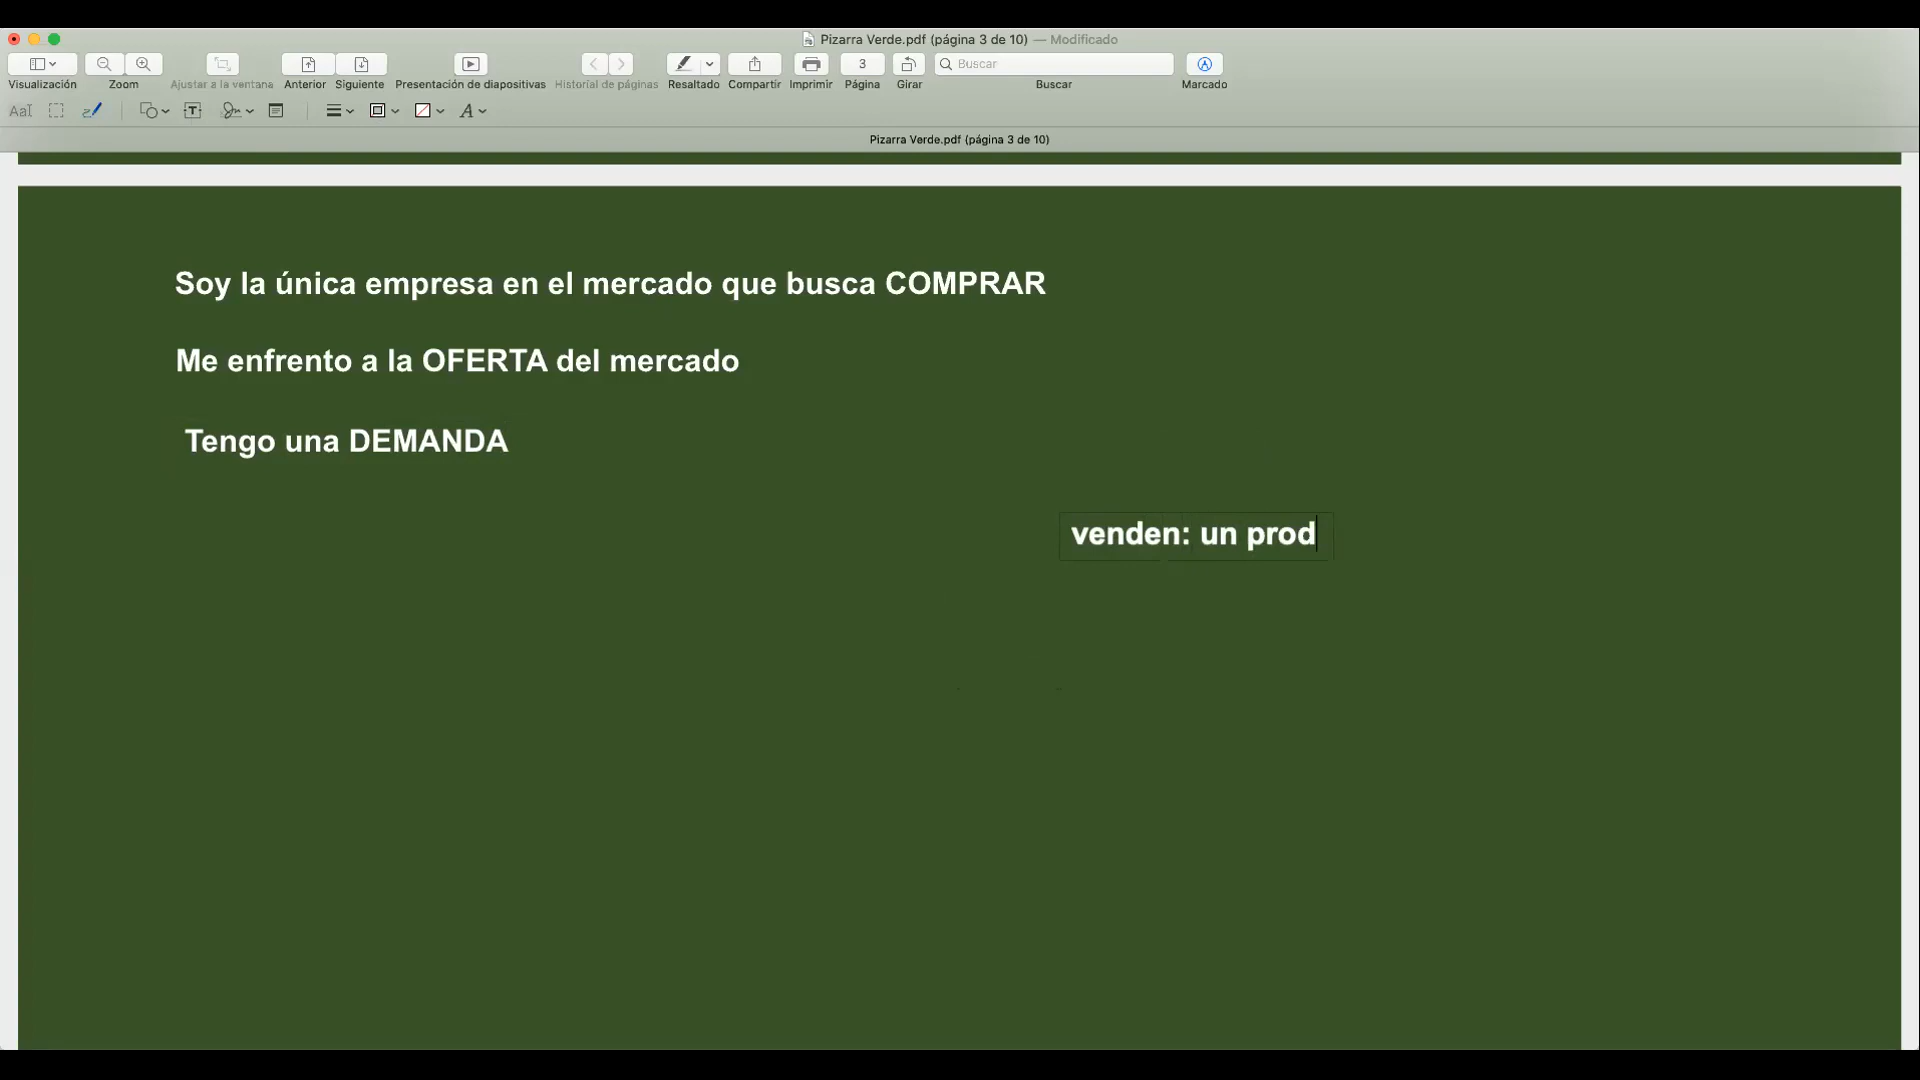 Pizarra Verde.pdf (página 3 de 10) — Modificado
Visualización
Zoom
Ajustar a la ventana
Anterior
Siguiente
Presentación de diapositivas
Historial de páginas
Resaltado
Compartir
Imprimir
3
Página
Girar
Buscar
Buscar
Marcado
AaI
T
A
Pizarra Verde.pdf (página 3 de 10)
Soy la única empresa en el mercado que busca COMPRAR
Me enfrento a la OFERTA del mercado
Tengo una DEMANDA
venden: un prod